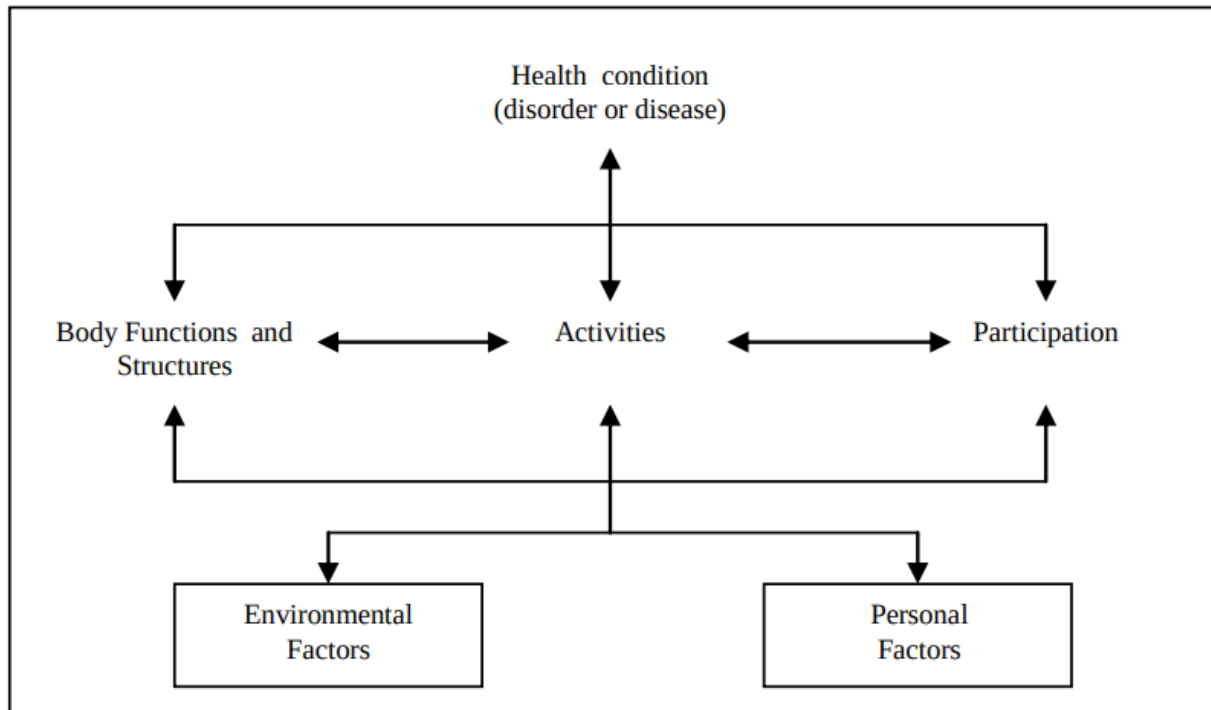 Health condition
(disorder or disease)
Body Functions and
Structures
Activities
Participation
Environmental
Factors
Personal
Factors